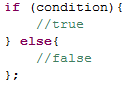 if (condition){
    //true
} else{
    //false
};